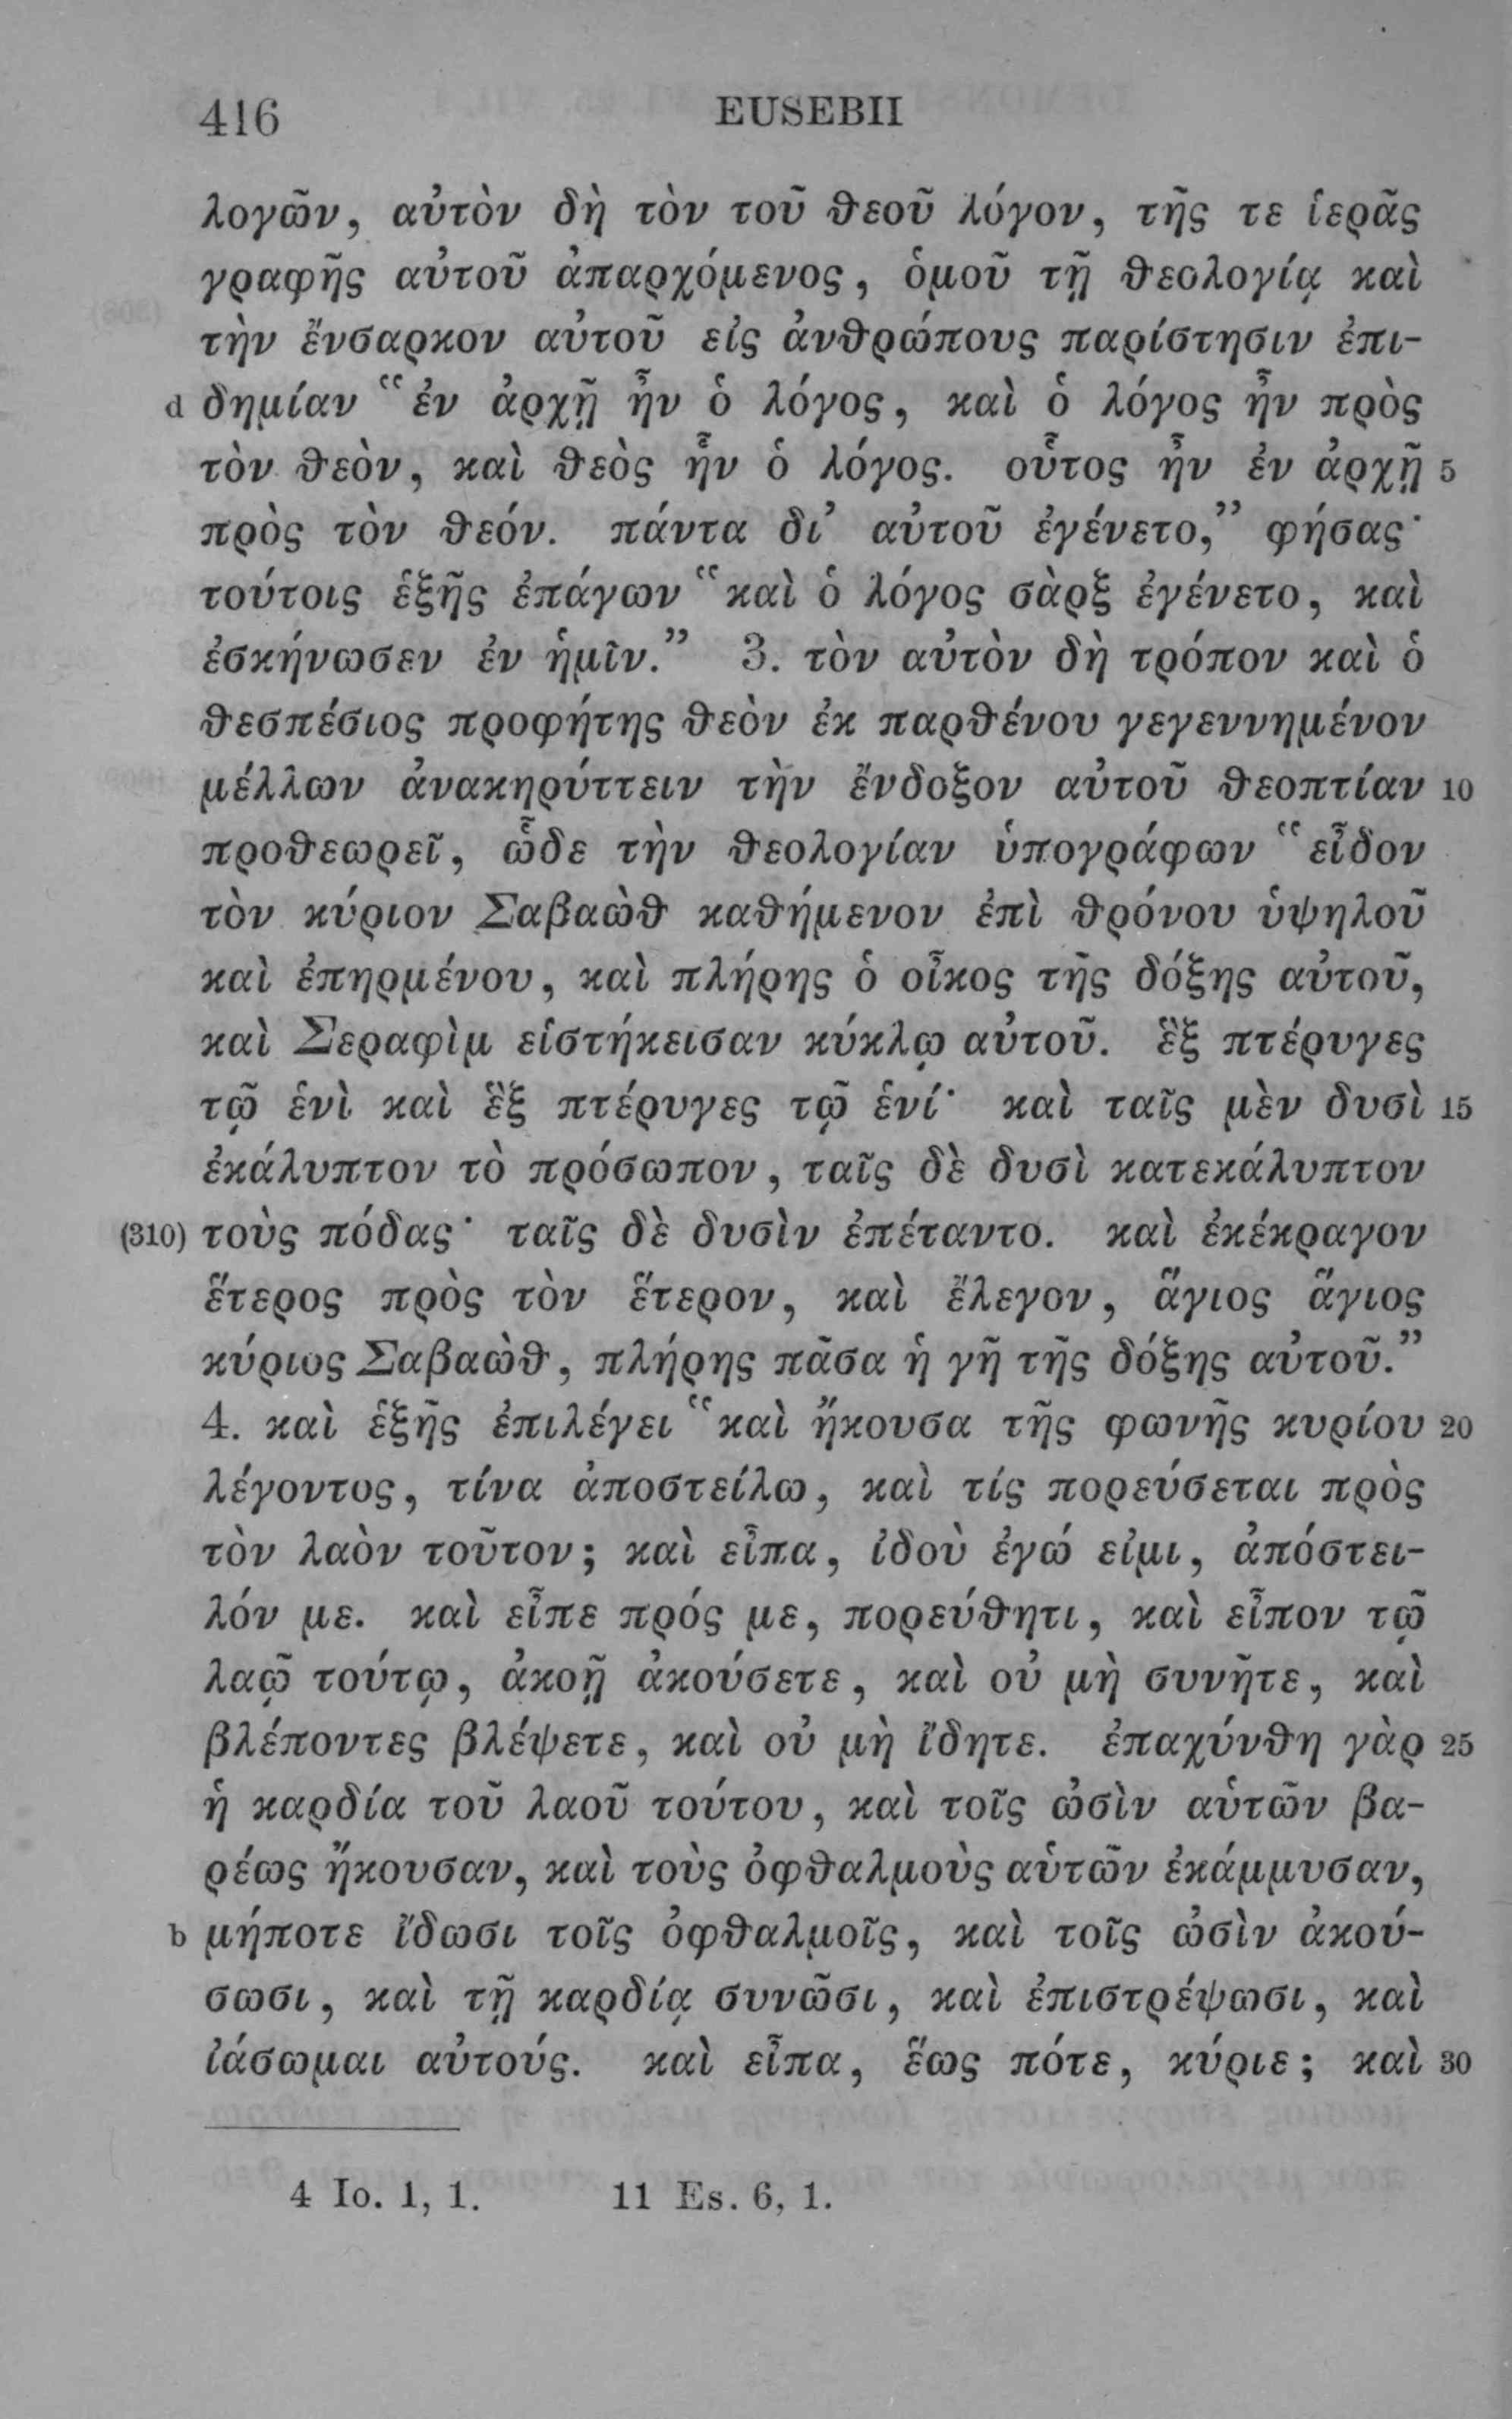 416 EUSEBII
λογῶν, αὐτὸν δὴ τὸν τοῦ θεοῦ λόγον, τῆς τε ἱερᾶς
γραφῆς αὐτοῦ ἀπαρχόμενος, ὁμοῦ τῇ θεολογίᾳ καὶ
τὴν ἔνσαρκον αὐτοῦ εἰς ἀνθρώπους παρίστησιν ἐπι-
d δημίαν “ἐν ἀρχῇ ἦν ὁ λόγος, καὶ ὁ λόγος ἦν πρὸς
τὸν θεὸν, καὶ θεὸς ἦν ὁ λόγος. οὗτος ἦν ἐν ἀρχῇ 5
πρὸς τὸν θεόν. πάντα δι’ αὐτοῦ ἐγένετο,” φήσας·
τούτοις ἑξῆς ἐπάγων “καὶ ὁ λόγος σὰρξ ἐγένετο, καὶ
ἐσκήνωσεν ἐν ἡμῖν.” 3. τὸν αὐτὸν δὴ τρόπον καὶ ὁ
θεσπέσιος προφήτης θεὸν ἐκ παρθένου γεγεννημένον
μέλλων ἀνακηρύττειν τὴν ἔνδοξον αὐτοῦ θεοπτίαν 10
προθεωρεῖ, ὧδε τὴν θεολογίαν ὑπογράφων “εἶδον
τὸν κύριον Σαβαὼθ καθήμενον ἐπὶ θρόνου ὑψηλοῦ
καὶ ἐπηρμένου, καὶ πλήρης ὁ οἶκος τῆς δόξης αὐτοῦ,
καὶ Σεραφὶμ εἱστήκεισαν κύκλῳ αὐτοῦ. ἓξ πτέρυγες
τῷ ἑνὶ καὶ ἓξ πτέρυγες τῷ ἑνί· καὶ ταῖς μὲν δυσὶ 15
ἐκάλυπτον τὸ πρόσωπον, ταῖς δὲ δυσὶ κατεκάλυπτον
(310) τοὺς πόδας· ταῖς δὲ δυσὶν ἐπέταντο. καὶ ἐκέκραγον
ἕτερος πρὸς τὸν ἕτερον, καὶ ἔλεγον, ἅγιος ἅγιος
κύριος Σαβαὼθ, πλήρης πᾶσα ἡ γῆ τῆς δόξης αὐτοῦ.”
4. καὶ ἑξῆς ἐπιλέγει “καὶ ἤκουσα τῆς φωνῆς κυρίου 20
λέγοντος, τίνα ἀποστείλω, καὶ τίς πορεύσεται πρὸς
τὸν λαὸν τοῦτον; καὶ εἶπα, ἰδοὺ ἐγώ εἰμι, ἀπόστει-
λόν με. καὶ εἶπε πρός με, πορεύθητι, καὶ εἶπον τῷ
λαῷ τούτῳ, ἀκοῇ ἀκούσετε, καὶ οὐ μὴ συνῆτε, καὶ
βλέποντες βλέψετε, καὶ οὐ μὴ ἴδητε. ἐπαχύνθη γὰρ 25
ἡ καρδία τοῦ λαοῦ τούτου, καὶ τοῖς ὠσὶν αὑτῶν βα-
ρέως ἤκουσαν, καὶ τοὺς ὀφθαλμοὺς αὑτῶν ἐκάμμυσαν,
b μήποτε ἴδωσι τοῖς ὀφθαλμοῖς, καὶ τοῖς ὠσὶν ἀκού-
σωσι, καὶ τῇ καρδίᾳ συνῶσι, καὶ ἐπιστρέψωσι, καὶ
ἰάσωμαι αὐτούς. καὶ εἶπα, ἕως πότε, κύριε; καὶ 30
4 Io. 1, 1. 11 Es. 6, 1.